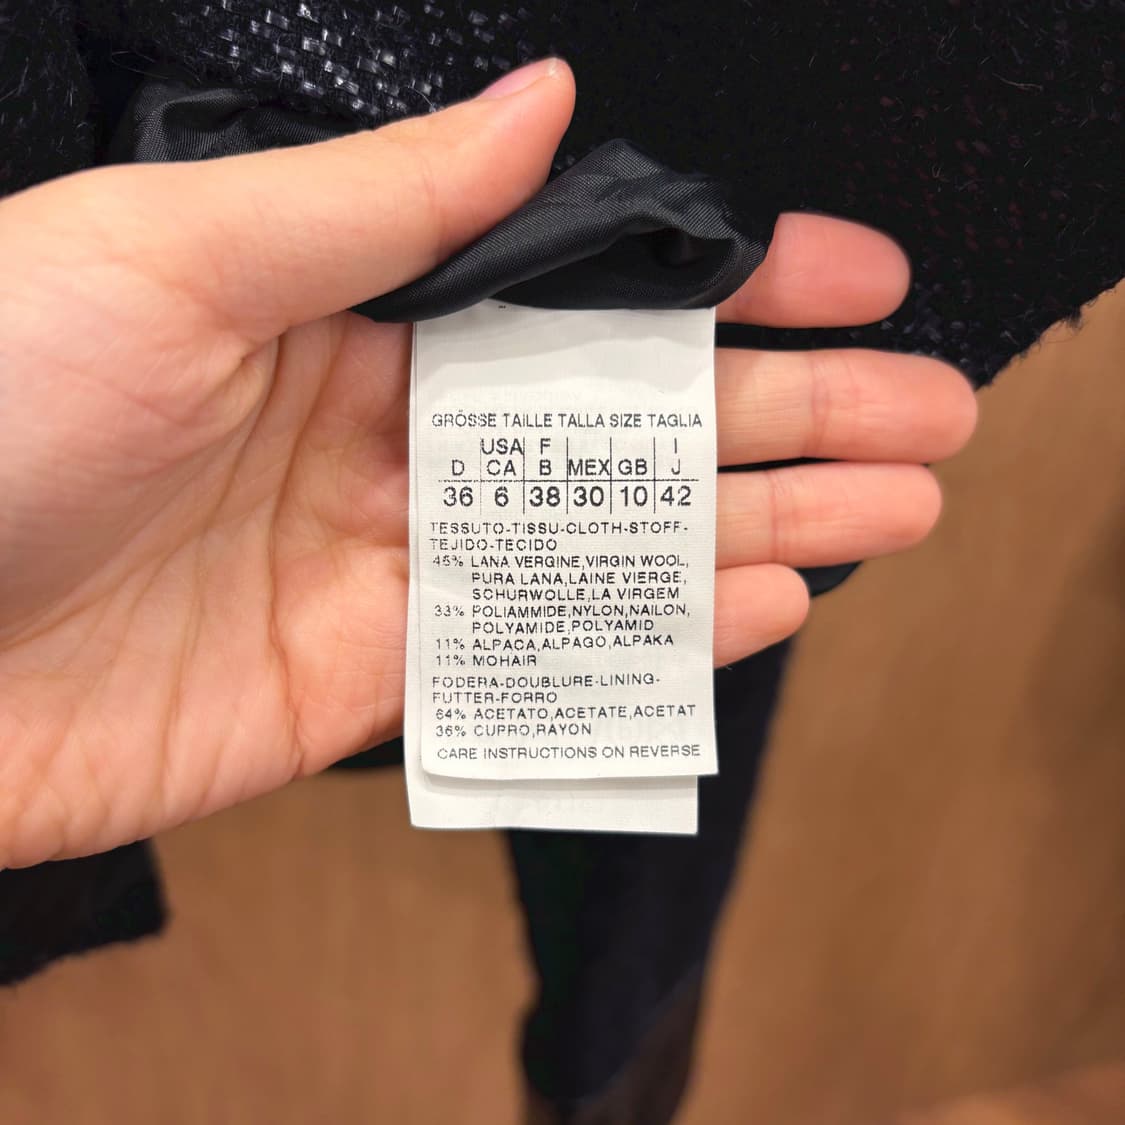 GRÖSSE TAILLE TALLA SIZE TAGLIA
USA F I
D CA B MEX GB J
36 6 38 30 10 42
TESSUTO-TISSU-CLOTH-STOFF-
TEJIDO-TECIDO
45% LANA VERGINE,VIRGIN WOOL,
PURA LANA,LAINE VIERGE,
SCHURWOLLE,LA VIRGEM
33% POLIAMMIDE,NYLON,NAILON,
POLYAMIDE,POLYAMID
11% ALPACA,ALPAGO,ALPAKA
11% MOHAIR
FODERA-DOUBLURE-LINING-
FUTTER-FORRO
64% ACETATO,ACETATE,ACETAT
36% CUPRO,RAYON
CARE INSTRUCTIONS ON REVERSE